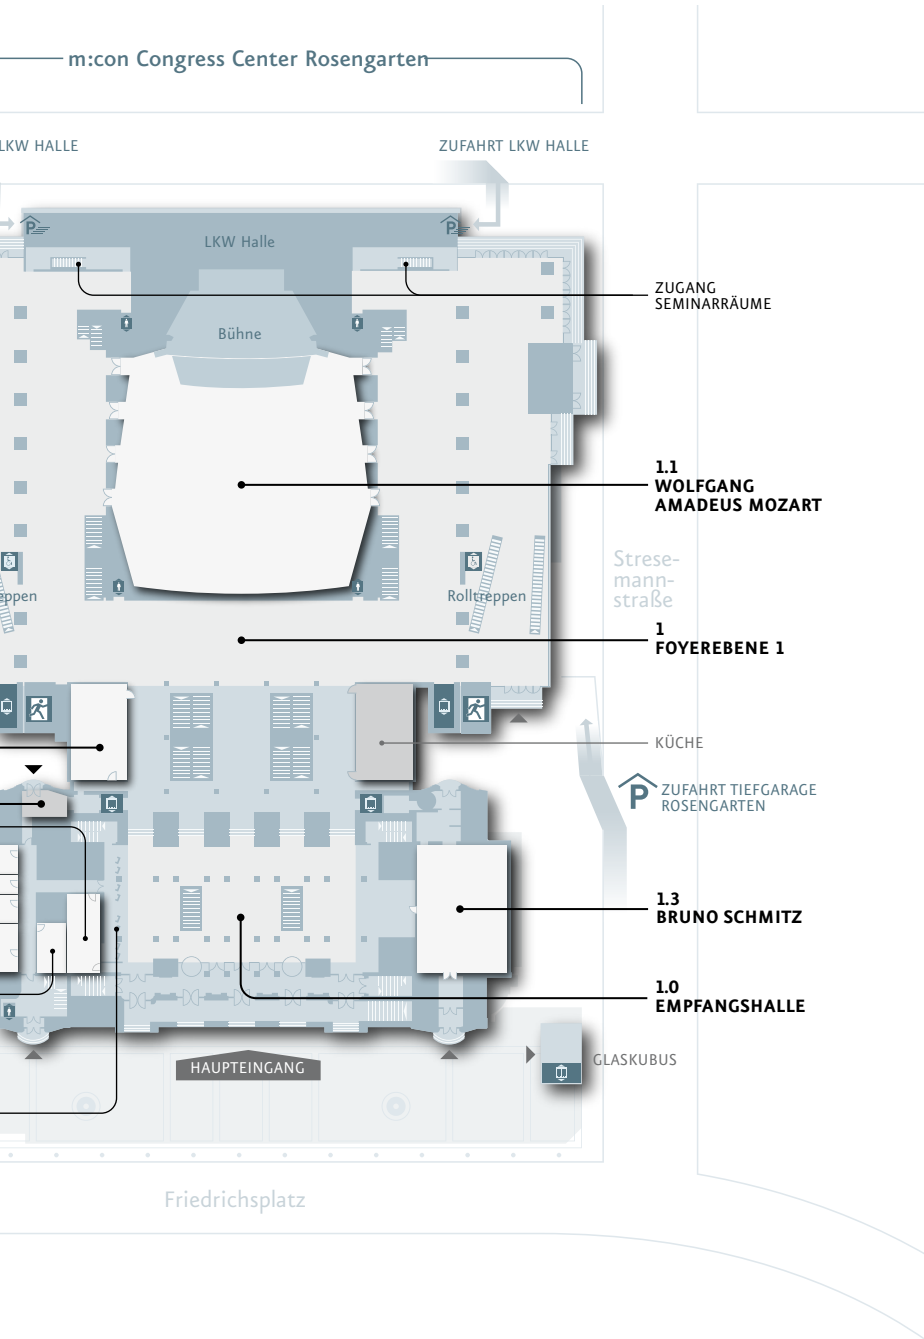 m:con Congress Center Rosengarten
LKW HALLE
ZUFAHRT LKW HALLE
P
P
LKW Halle
ZUGANG
SEMINARRÄUME
Bühne
1.1
WOLFGANG
AMADEUS MOZART
Strese-
mann-
straße
eppen
Rolltreppen
1
FOYEREBENE 1
KÜCHE
P
ZUFAHRT TIEFGARAGE
ROSENGARTEN
1.3
BRUNO SCHMITZ
1.0
EMPFANGSHALLE
HAUPTEINGANG
GLASKUBUS
Friedrichsplatz